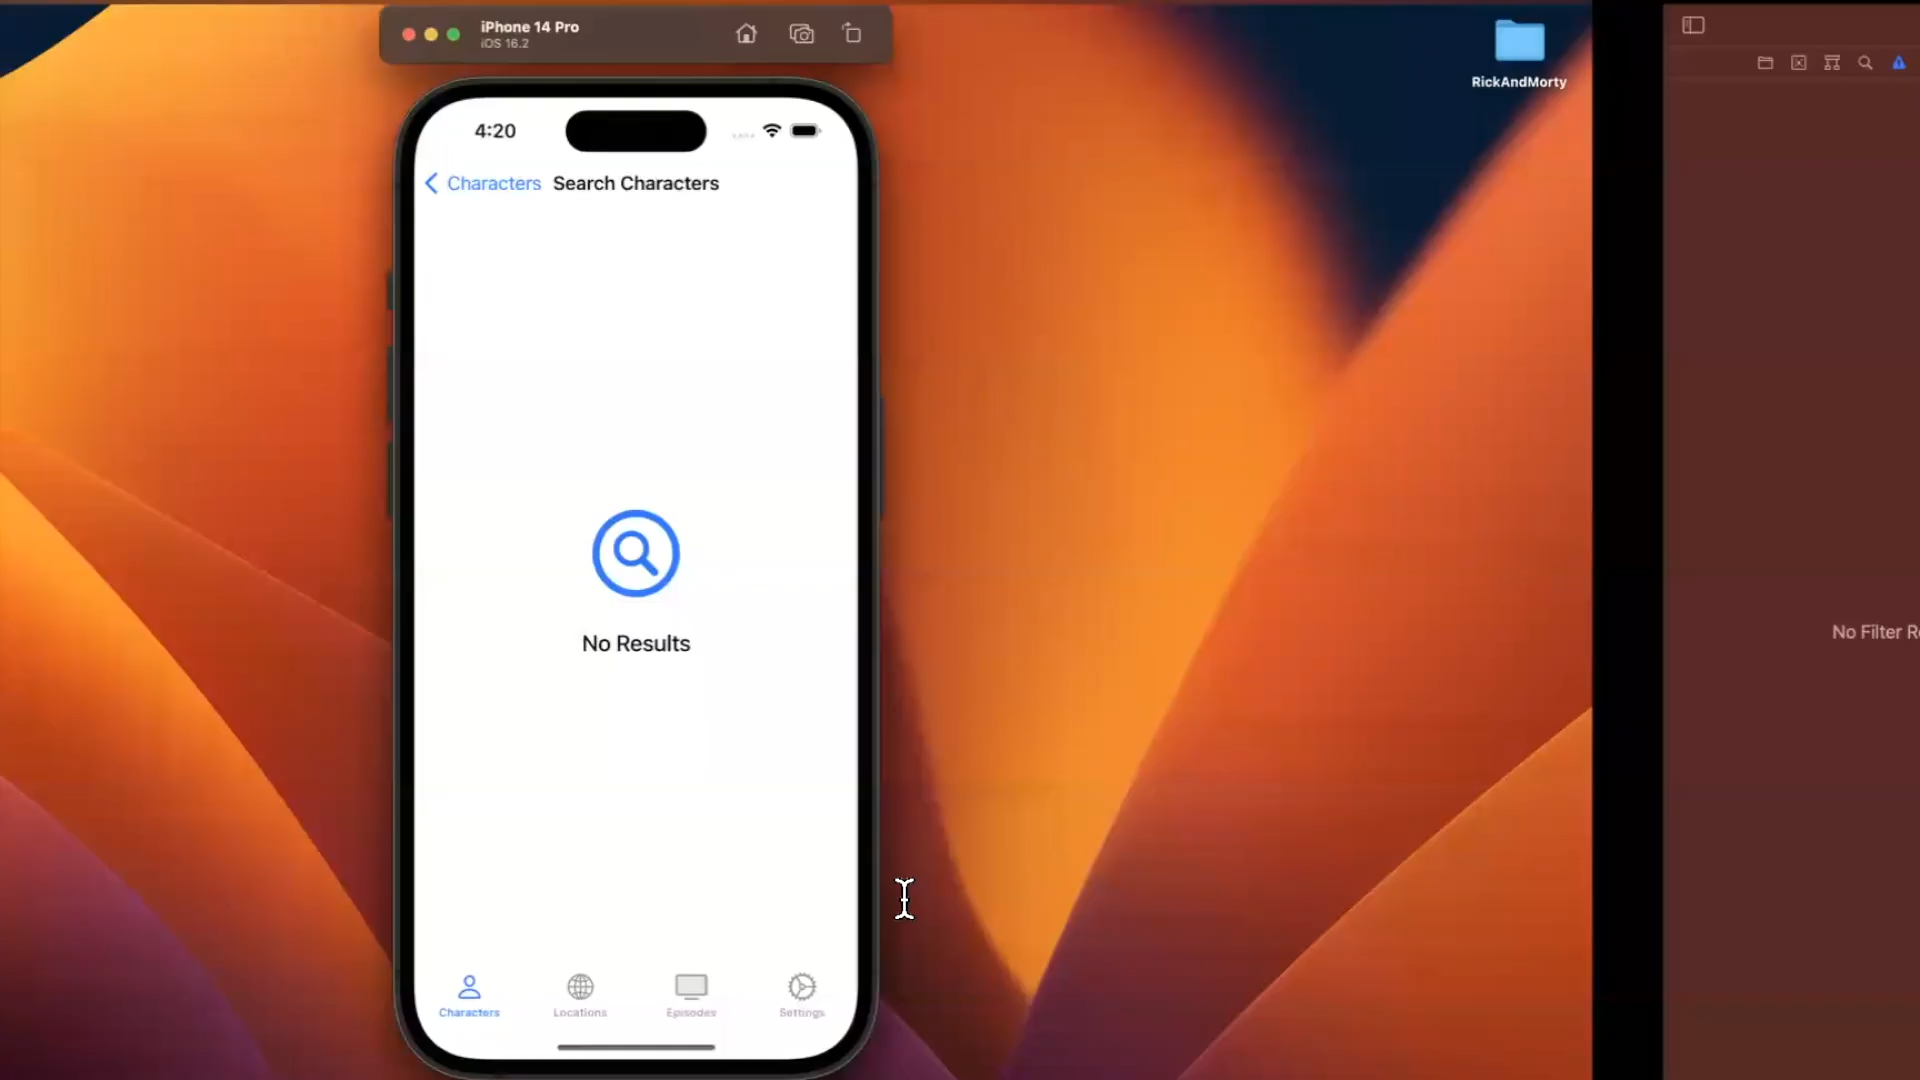 iPhone 14 Pro
iOS 16.2
RickAndMorty
4:20
Characters Search Characters
No Filter R
No Results
Characters Locations Episodes Settings